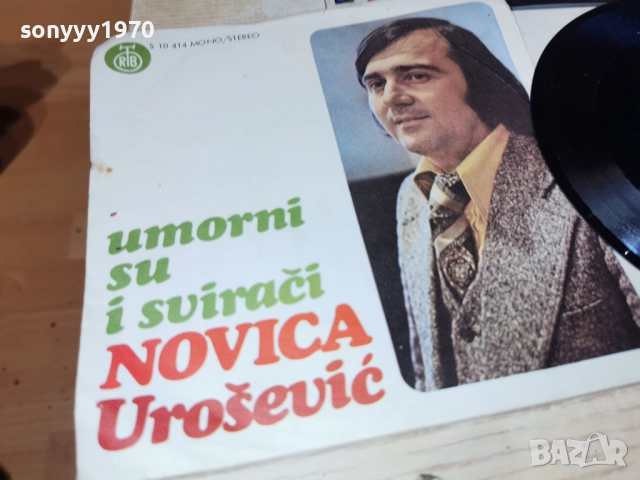 sonyyy1970
RTB
S 10 414 MONO/STEREO
umorni
su
i svirači
NOVICA
Urošević
BAZAR